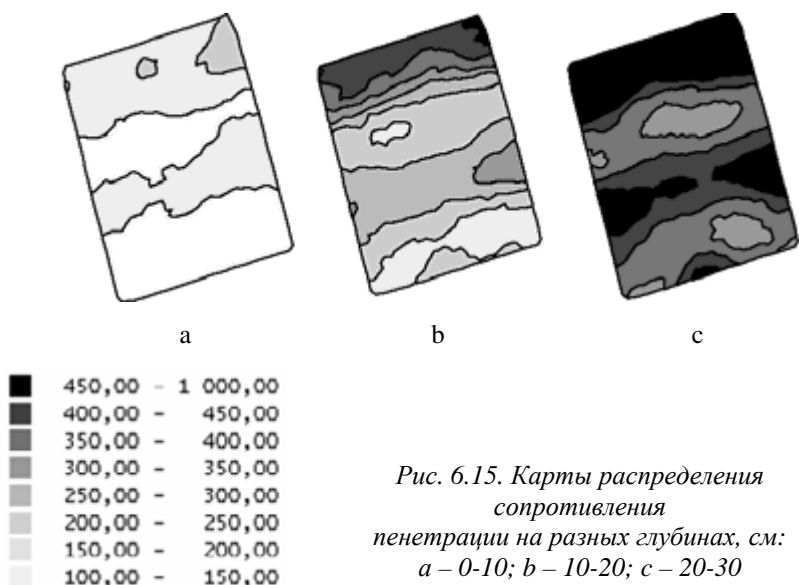 a b c
450,00 - 1 000,00
400,00 - 450,00
350,00 - 400,00
300,00 - 350,00
250,00 - 300,00
200,00 - 250,00
150,00 - 200,00
100,00 - 150,00
Рис. 6.15. Карты распределения
сопротивления
пенетрации на разных глубинах, см:
a – 0-10; b – 10-20; c – 20-30